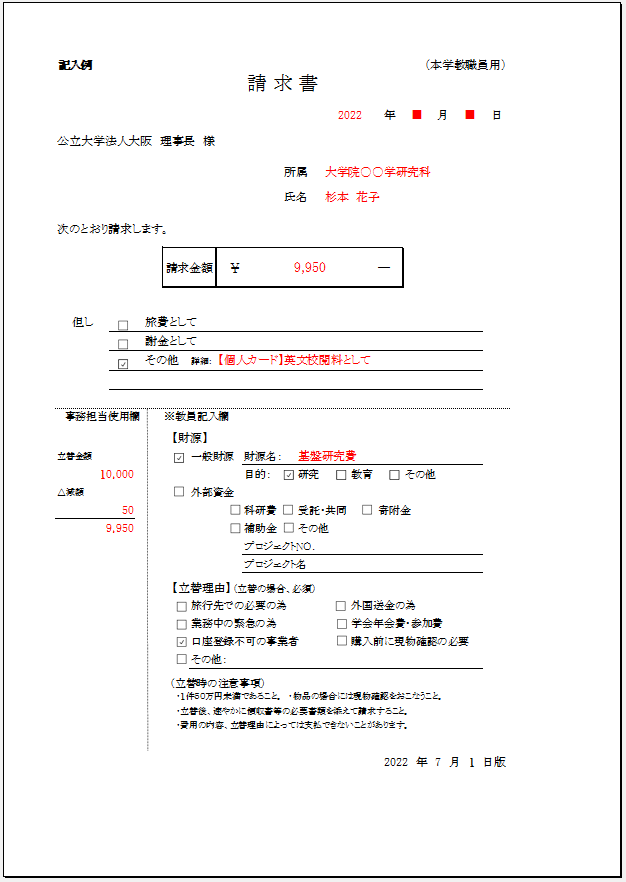 記入例
（本学教職員用）
請求書
2022 年 ■ 月 ■ 日
公立大学法人大阪 理事長 様
所属 大学院〇〇学研究科
氏名 杉本 花子
次のとおり請求します。
請求金額 ¥ 9,950 ―
但し □ 旅費として
□ 謝金として
☑ その他 詳細: 【個人カード】英文校閲料として
事務担当使用欄
立替金額
10,000
△減額
50
9,950
※教員記入欄
【財源】
☑ 一般財源 財源名: 基盤研究費
目的: ☑ 研究 □ 教育 □ その他
□ 外部資金
□ 科研費 □ 受託・共同 □ 寄附金
□ 補助金 □ その他
プロジェクトNO.
プロジェクト名
【立替理由】(立替の場合、必須)
□ 旅行先での必要の為 □ 外国送金の為
□ 業務中の緊急の為 □ 学会年会費・参加費
☑ 口座登録不可の事業者 □ 購入前に現物確認の必要
□ その他:
(立替時の注意事項)
・1件50万円未満であること。 ・物品の場合には現物確認をおこなうこと。
・立替後、速やかに領収書等の必要書類を添えて請求すること。
・費用の内容、立替理由によっては支払できないことがあります。
2022 年 7 月 1 日版